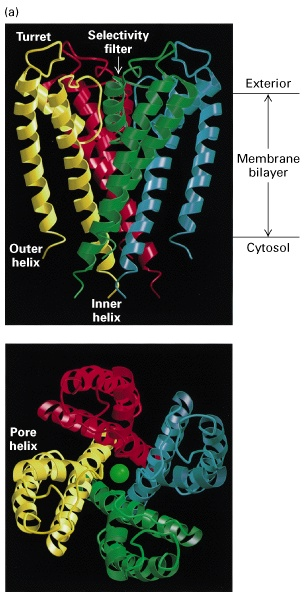 (a)
Turret
Selectivity
filter
Exterior
Membrane
bilayer
Cytosol
Outer
helix
Inner
helix
Pore
helix